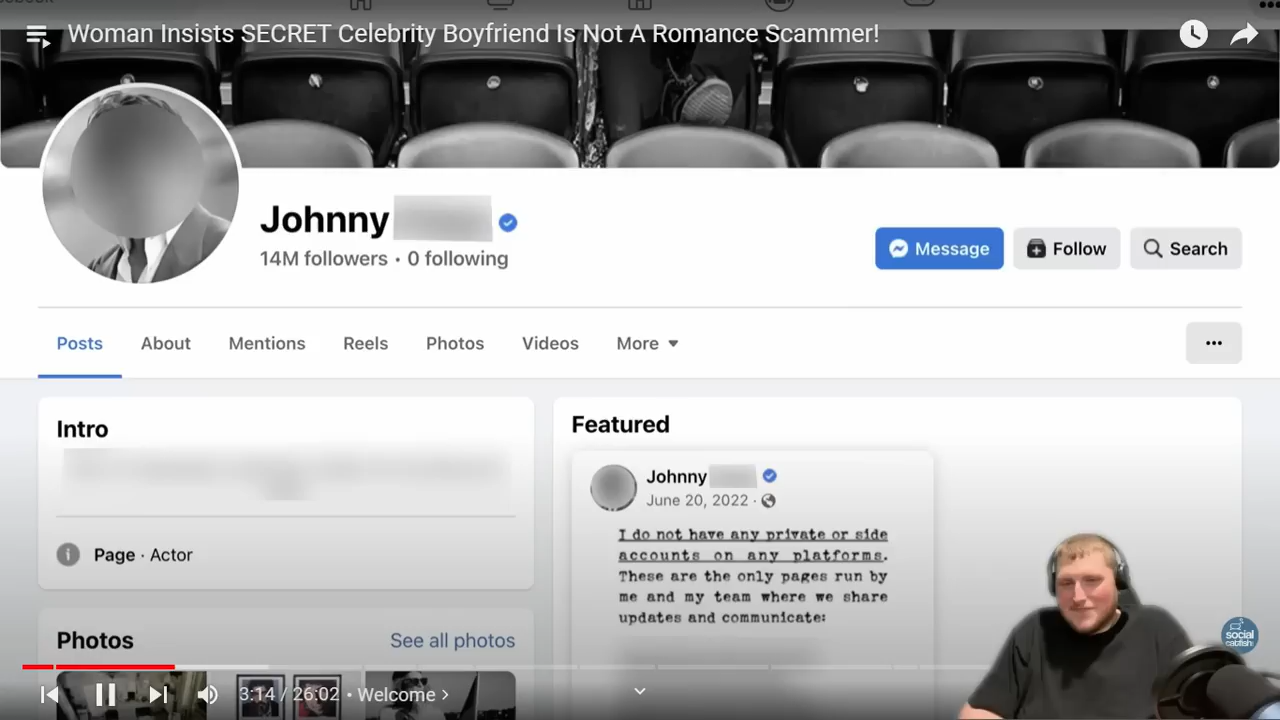 Woman Insists SECRET Celebrity Boyfriend Is Not A Romance Scammer!
Johnny
14M followers · 0 following
Message
Follow
Search
Posts
About
Mentions
Reels
Photos
Videos
More
Intro
Page · Actor
Photos
See all photos
Featured
Johnny
June 20, 2022 ·
I do not have any private or side
accounts on any platforms.
These are the only pages run by
me and my team where we share
updates and communicate:
social
catfish
3:14 / 26:02 • Welcome